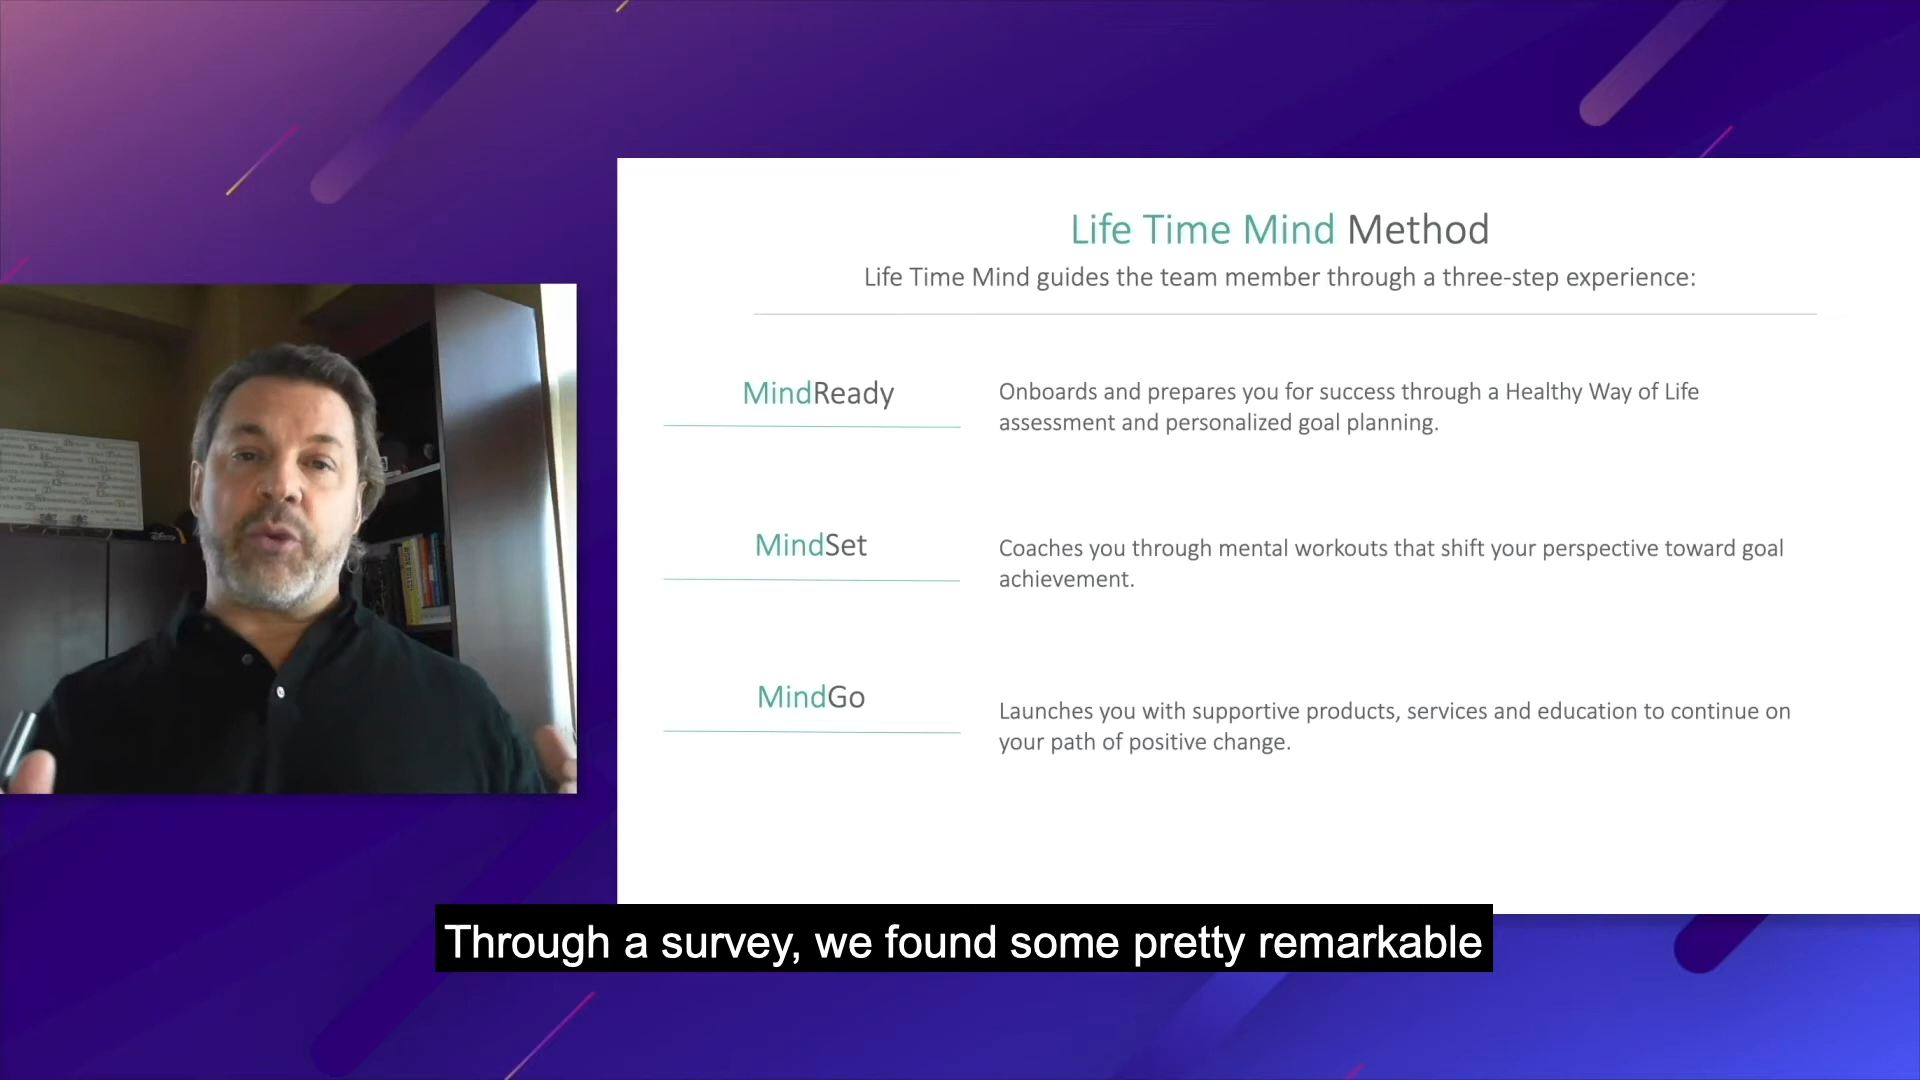 Life Time Mind Method
Life Time Mind guides the team member through a three-step experience:
MindReady
Onboards and prepares you for success through a Healthy Way of Life
assessment and personalized goal planning.
MindSet
Coaches you through mental workouts that shift your perspective toward goal
achievement.
MindGo
Launches you with supportive products, services and education to continue on
your path of positive change.
Disney
Through a survey, we found some pretty remarkable